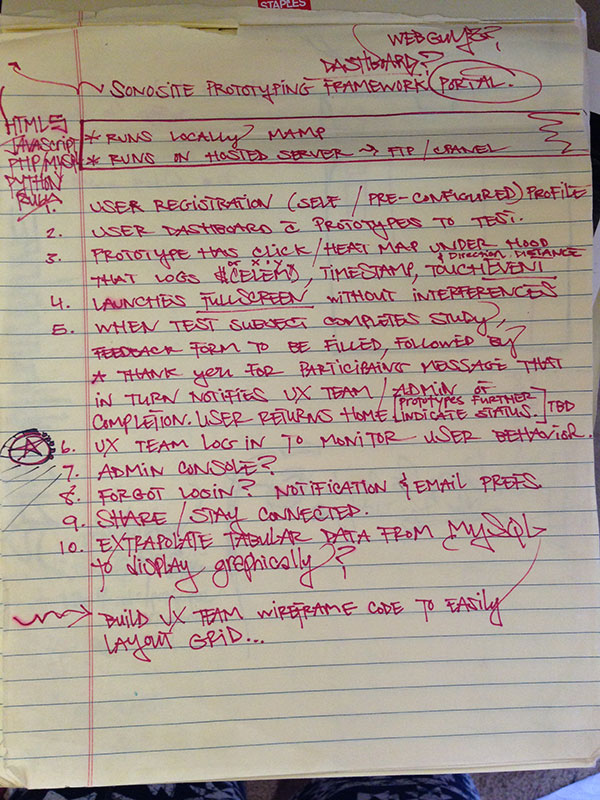 STAPLES
WEB GUMBO?
DASHBOARD?
SONOSITE PROTOTYPING FRAMEWORK PORTAL.
HTML5
JAVASCRIPT
PHP/MYSQL
PYTHON
* RUNS LOCALLY MAMP
* RUNS ON HOSTED SERVER → FTP / CPANEL
1. USER REGISTRATION (SELF / PRE-CONFIGURED) PROFILE
2. USER DASHBOARD c̄ PROTOTYPES TO TEST.
3. PROTOTYPE HAS CLICK / HEAT MAP UNDER HOOD
or x, y & Direction, DISTANCE
THAT LOGS $(ELEM), TIMESTAMP, TOUCH EVENT
4. LAUNCHES FULLSCREEN WITHOUT INTERFERENCES
5. WHEN TEST SUBJECT COMPLETES STUDY,
FEEDBACK FORM TO BE FILLED, FOLLOWED by
A THANK you FOR PARTICIPAING MESSAGE THAT
IN TURN NOTIFIES UX TEAM / ADMIN OF
COMPLETION. USER RETURNS HOME [PROTOTYPES FURTHER INDICATE STATUS.] TBD
6. UX TEAM LOG IN TO MONITOR USER BEHAVIOR.
7. ADMIN CONSOLE?
8. FORGOT LOGIN? NOTIFICATION & EMAIL PREFS.
9. SHARE / STAY CONNECTED.
10. EXTRAPOLATE TABULAR DATA FROM MySQL
to display graphically?
BUILD UX TEAM WIREFRAME CODE TO EASILY
LAYOUT GRID...